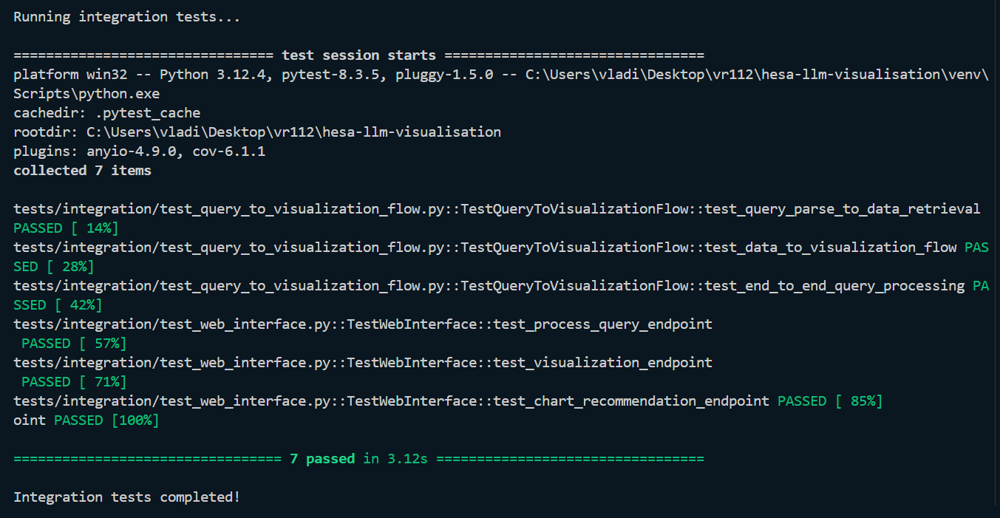 Running integration tests...
================================ test session starts ================================
platform win32 -- Python 3.12.4, pytest-8.3.5, pluggy-1.5.0 -- C:\Users\vladi\Desktop\vr112\hesa-llm-visualisation\venv\
Scripts\python.exe
cachedir: .pytest_cache
rootdir: C:\Users\vladi\Desktop\vr112\hesa-llm-visualisation
plugins: anyio-4.9.0, cov-6.1.1
collected 7 items
tests/integration/test_query_to_visualization_flow.py::TestQueryToVisualizationFlow::test_query_parse_to_data_retrieval
PASSED [ 14%]
tests/integration/test_query_to_visualization_flow.py::TestQueryToVisualizationFlow::test_data_to_visualization_flow PAS
SED [ 28%]
tests/integration/test_query_to_visualization_flow.py::TestQueryToVisualizationFlow::test_end_to_end_query_processing PA
SSED [ 42%]
tests/integration/test_web_interface.py::TestWebInterface::test_process_query_endpoint
 PASSED [ 57%]
tests/integration/test_web_interface.py::TestWebInterface::test_visualization_endpoint
 PASSED [ 71%]
tests/integration/test_web_interface.py::TestWebInterface::test_chart_recommendation_endpoint PASSED [ 85%]
oint PASSED [100%]
================================= 7 passed in 3.12s =================================
Integration tests completed!